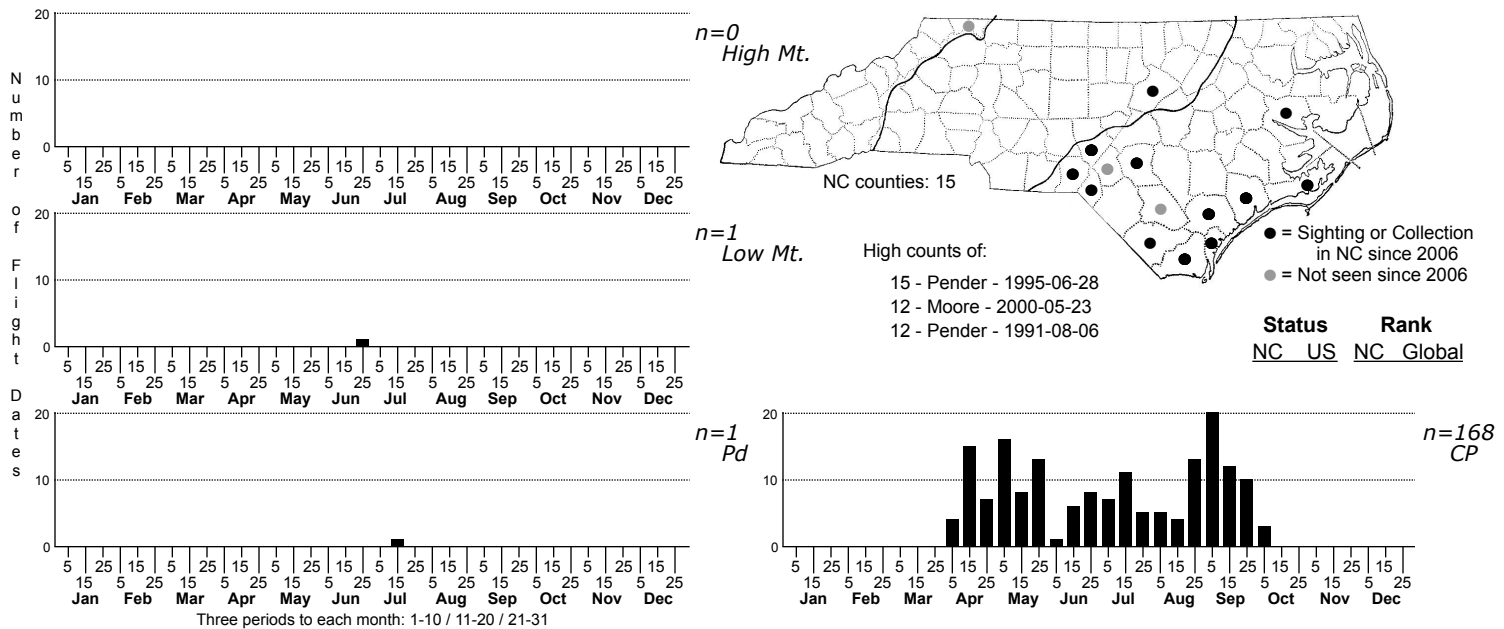 Number of Flight Dates
20
10
0
5 15 25 5 15 25 5 15 25 5 15 25 5 15 25 5 15 25 5 15 25 5 15 25 5 15 25 5 15 25 5 15 25 5 15 25
Jan Feb Mar Apr May Jun Jul Aug Sep Oct Nov Dec
n=0
High Mt.
20
10
0
5 15 25 5 15 25 5 15 25 5 15 25 5 15 25 5 15 25 5 15 25 5 15 25 5 15 25 5 15 25 5 15 25 5 15 25
Jan Feb Mar Apr May Jun Jul Aug Sep Oct Nov Dec
n=1
Low Mt.
20
10
0
5 15 25 5 15 25 5 15 25 5 15 25 5 15 25 5 15 25 5 15 25 5 15 25 5 15 25 5 15 25 5 15 25 5 15 25
Jan Feb Mar Apr May Jun Jul Aug Sep Oct Nov Dec
n=1
Pd
Three periods to each month: 1-10 / 11-20 / 21-31
NC counties: 15
High counts of:
15 - Pender - 1995-06-28
12 - Moore - 2000-05-23
12 - Pender - 1991-08-06
= Sighting or Collection
in NC since 2006
= Not seen since 2006
Status Rank
NC US NC Global
20
10
0
5 15 25 5 15 25 5 15 25 5 15 25 5 15 25 5 15 25 5 15 25 5 15 25 5 15 25 5 15 25 5 15 25 5 15 25
Jan Feb Mar Apr May Jun Jul Aug Sep Oct Nov Dec
n=168
CP